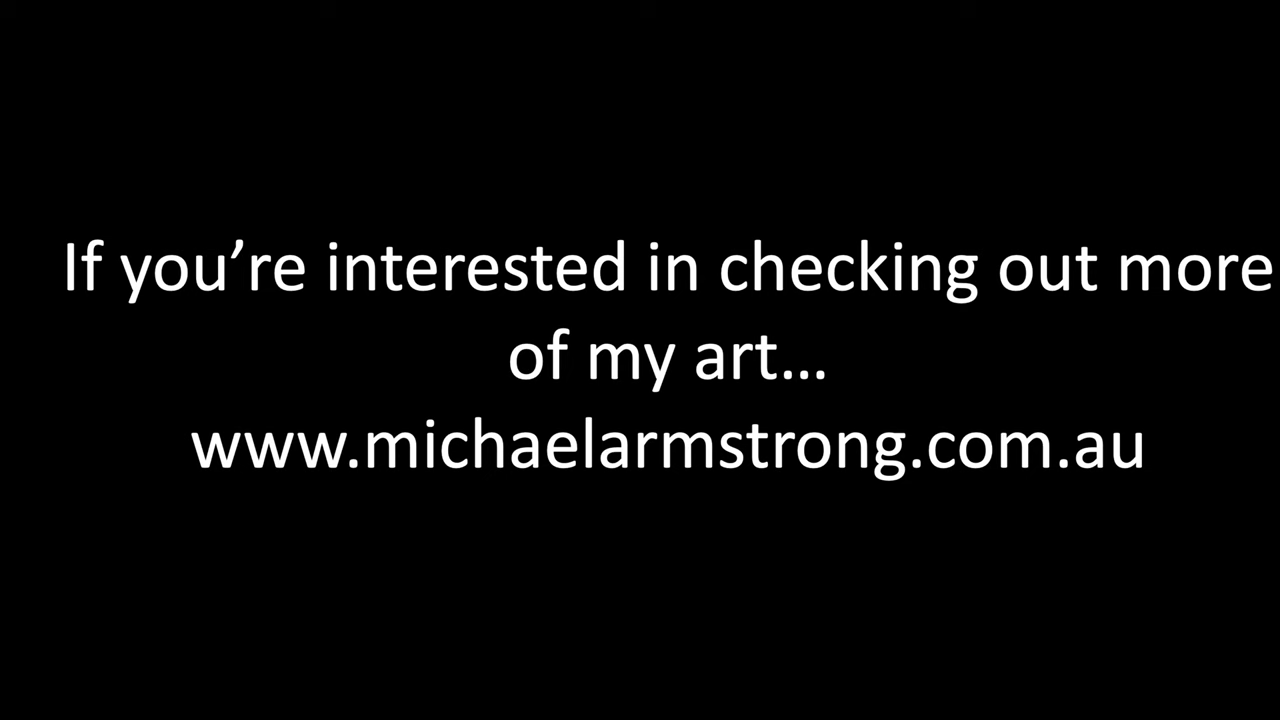 If you’re interested in checking out more
of my art…
www.michaelarmstrong.com.au